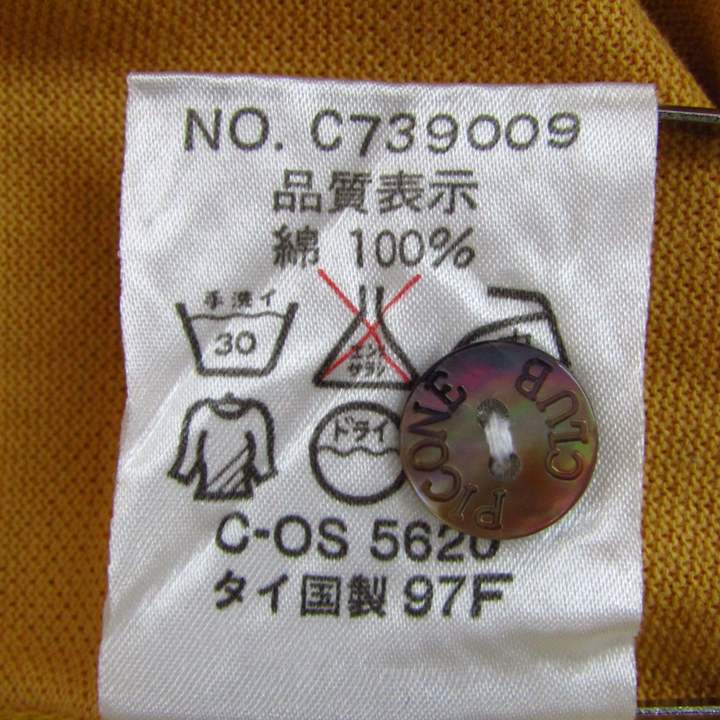 NO. C739009
品質表示
綿 100%
手洗イ
30
エンソ
サラシ
ドライ
PICONE CLUB
C-OS 5620
タイ国製 97F